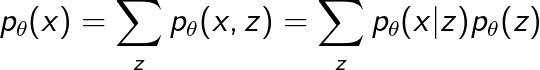 p_θ(x) = ∑_z p_θ(x, z) = ∑_z p_θ(x|z)p_θ(z)